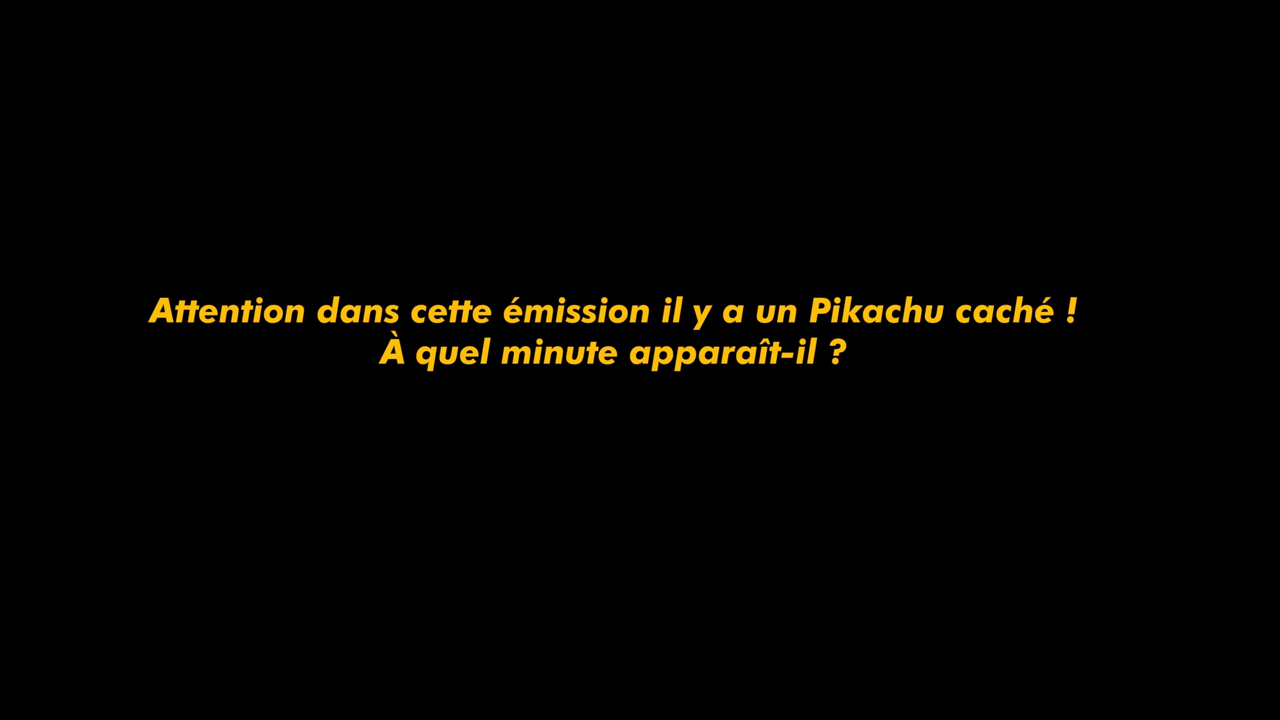 Attention dans cette émission il y a un Pikachu caché !
À quel minute apparaît-il ?